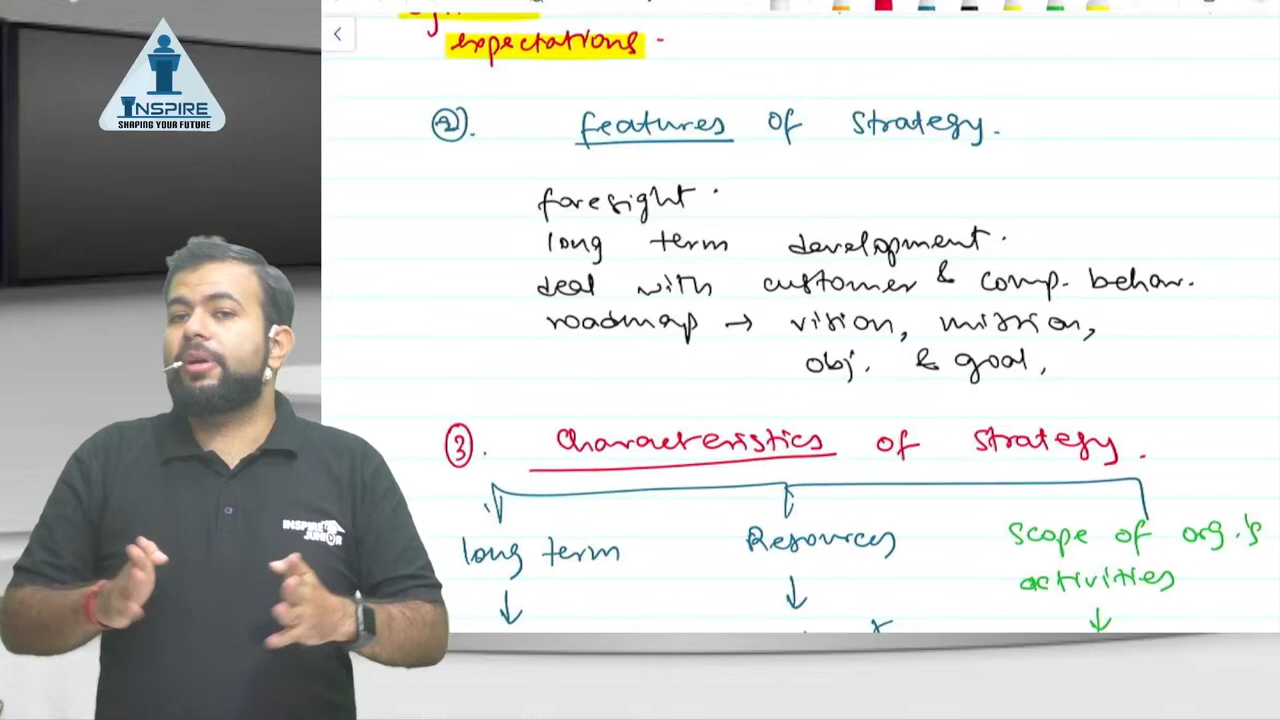 INSPIRE
SHAPING YOUR FUTURE
expectations.
②. features of strategy.
foresight.
long term development.
deal with customer & comp. behav.
roadmap → vision, mission,
obj. & goal,
③. Characteristics of strategy.
long term
Resources
scope of org.'s
activities
INSPIRE
JUNIOR